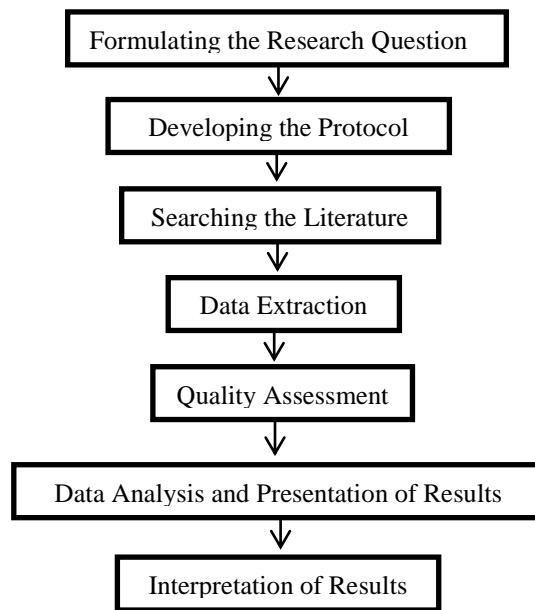 Formulating the Research Question
Developing the Protocol
Searching the Literature
Data Extraction
Quality Assessment
Data Analysis and Presentation of Results
Interpretation of Results